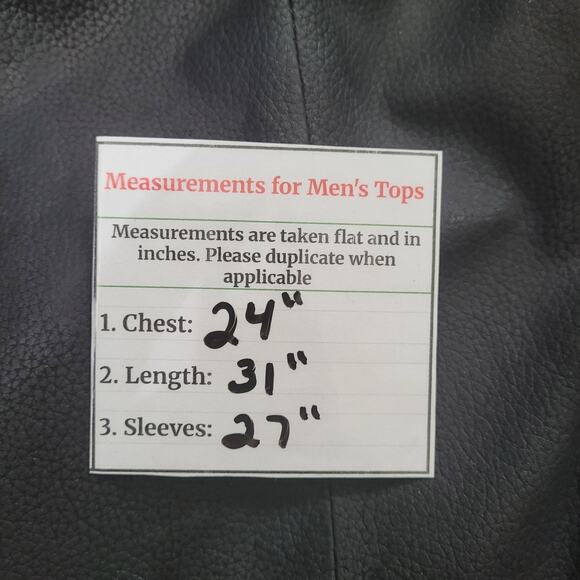 Measurements for Men's Tops
Measurements are taken flat and in
inches. Please duplicate when
applicable
1. Chest: 24"
2. Length: 31"
3. Sleeves: 27"